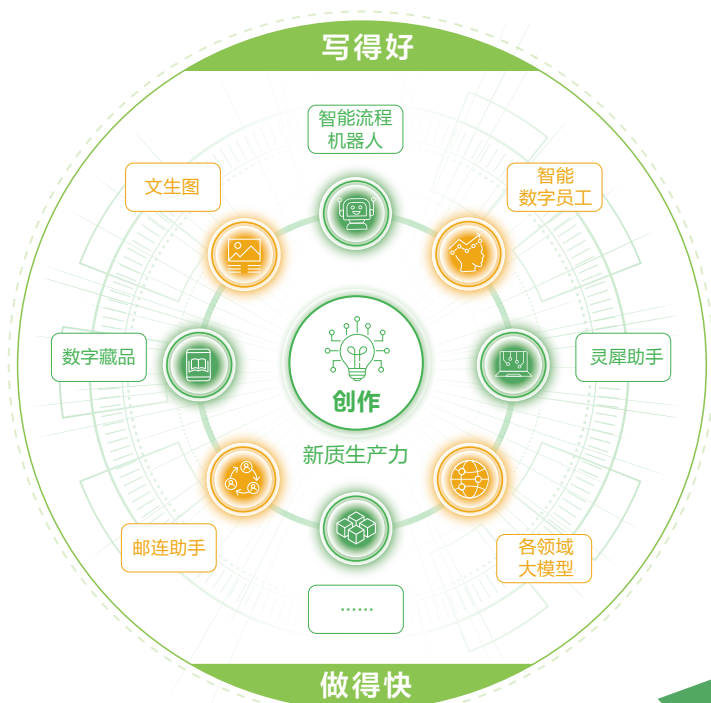 写得好
智能流程
机器人
文生图
智能
数字员工
数字藏品
灵犀助手
创作
新质生产力
邮连助手
各领域
大模型
······
做得快